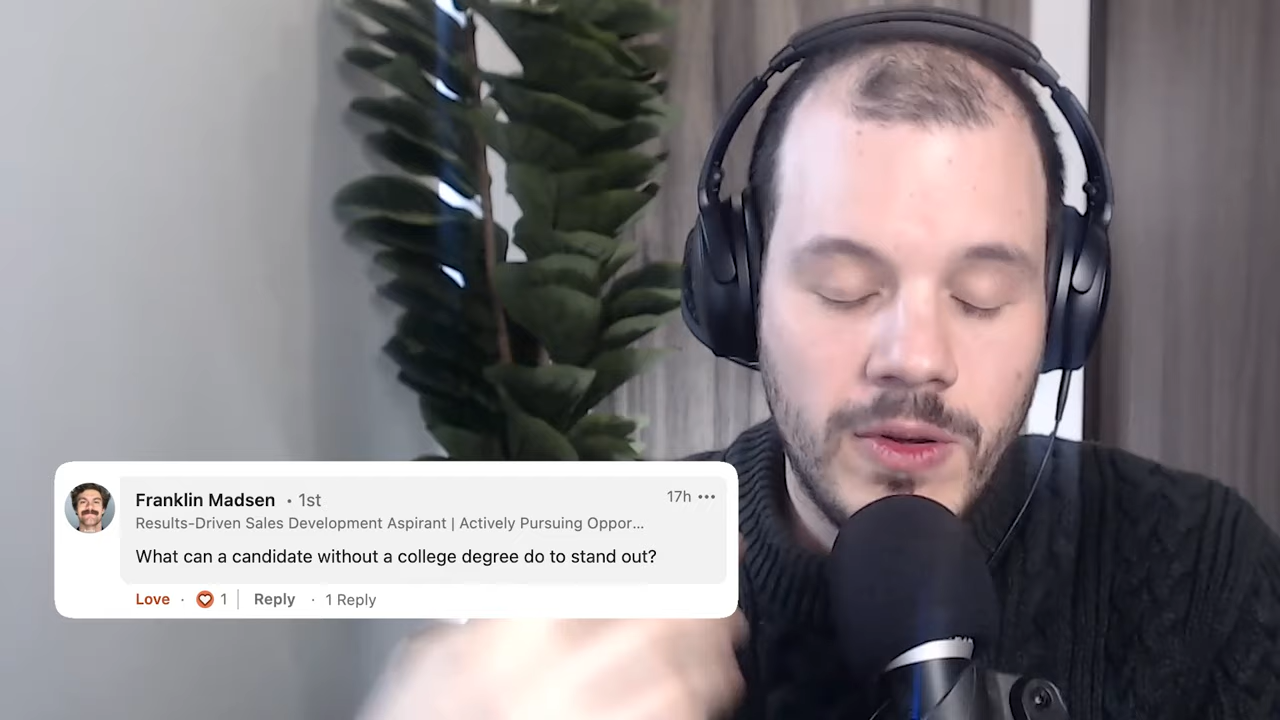 Franklin Madsen • 1st
17h •••
Results-Driven Sales Development Aspirant | Actively Pursuing Oppor...
What can a candidate without a college degree do to stand out?
Love · 1 | Reply · 1 Reply